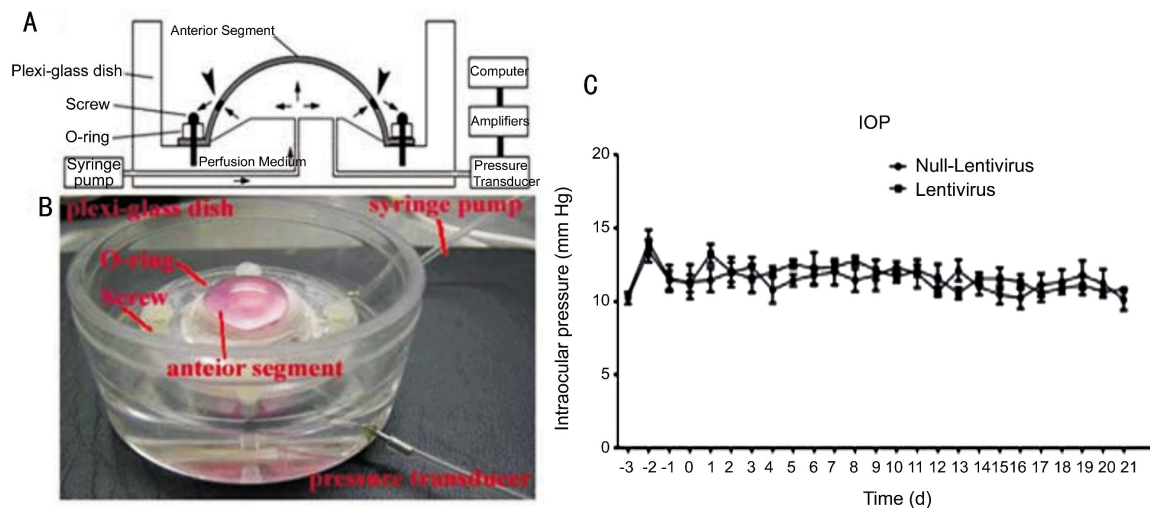 A
Anterior Segment
Plexi-glass dish
Screw
O-ring
Syringe
pump
Perfusion Medium
Computer
Amplifiers
Pressure
Transducer
B
plexi-glass dish
syringe pump
O-ring
Screw
anteior segment
pressure transducer
C
IOP
Null-Lentivirus
Lentivirus
Intraocular pressure (mm Hg)
20
15
10
5
0
-3 -2 -1 0 1 2 3 4 5 6 7 8 9 10 11 12 13 14 15 16 17 18 19 20 21
Time (d)